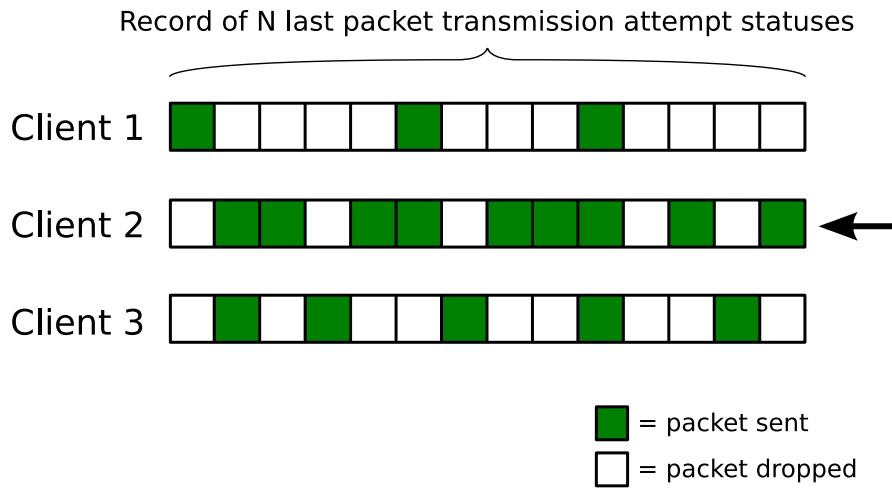 Record of N last packet transmission attempt statuses
Client 1
Client 2
Client 3
= packet sent
= packet dropped